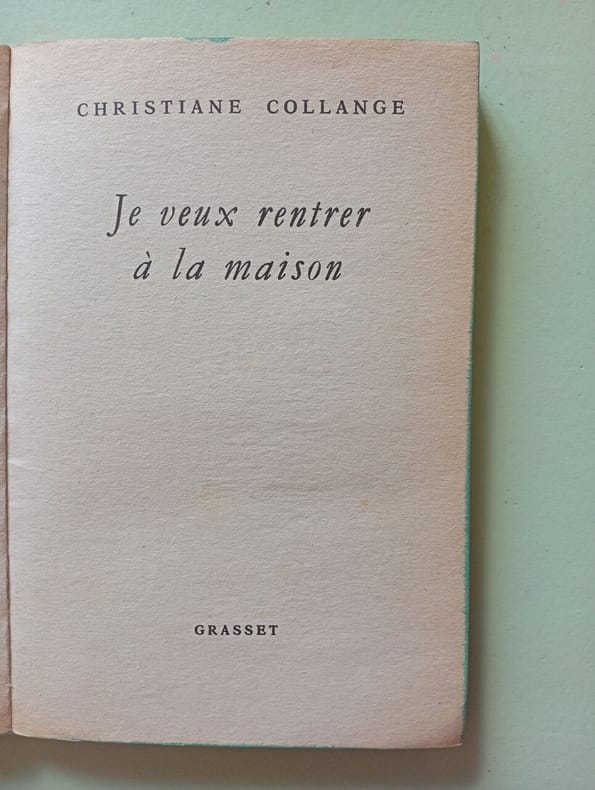 CHRISTIANE COLLANGE
Je veux rentrer
à la maison
GRASSET